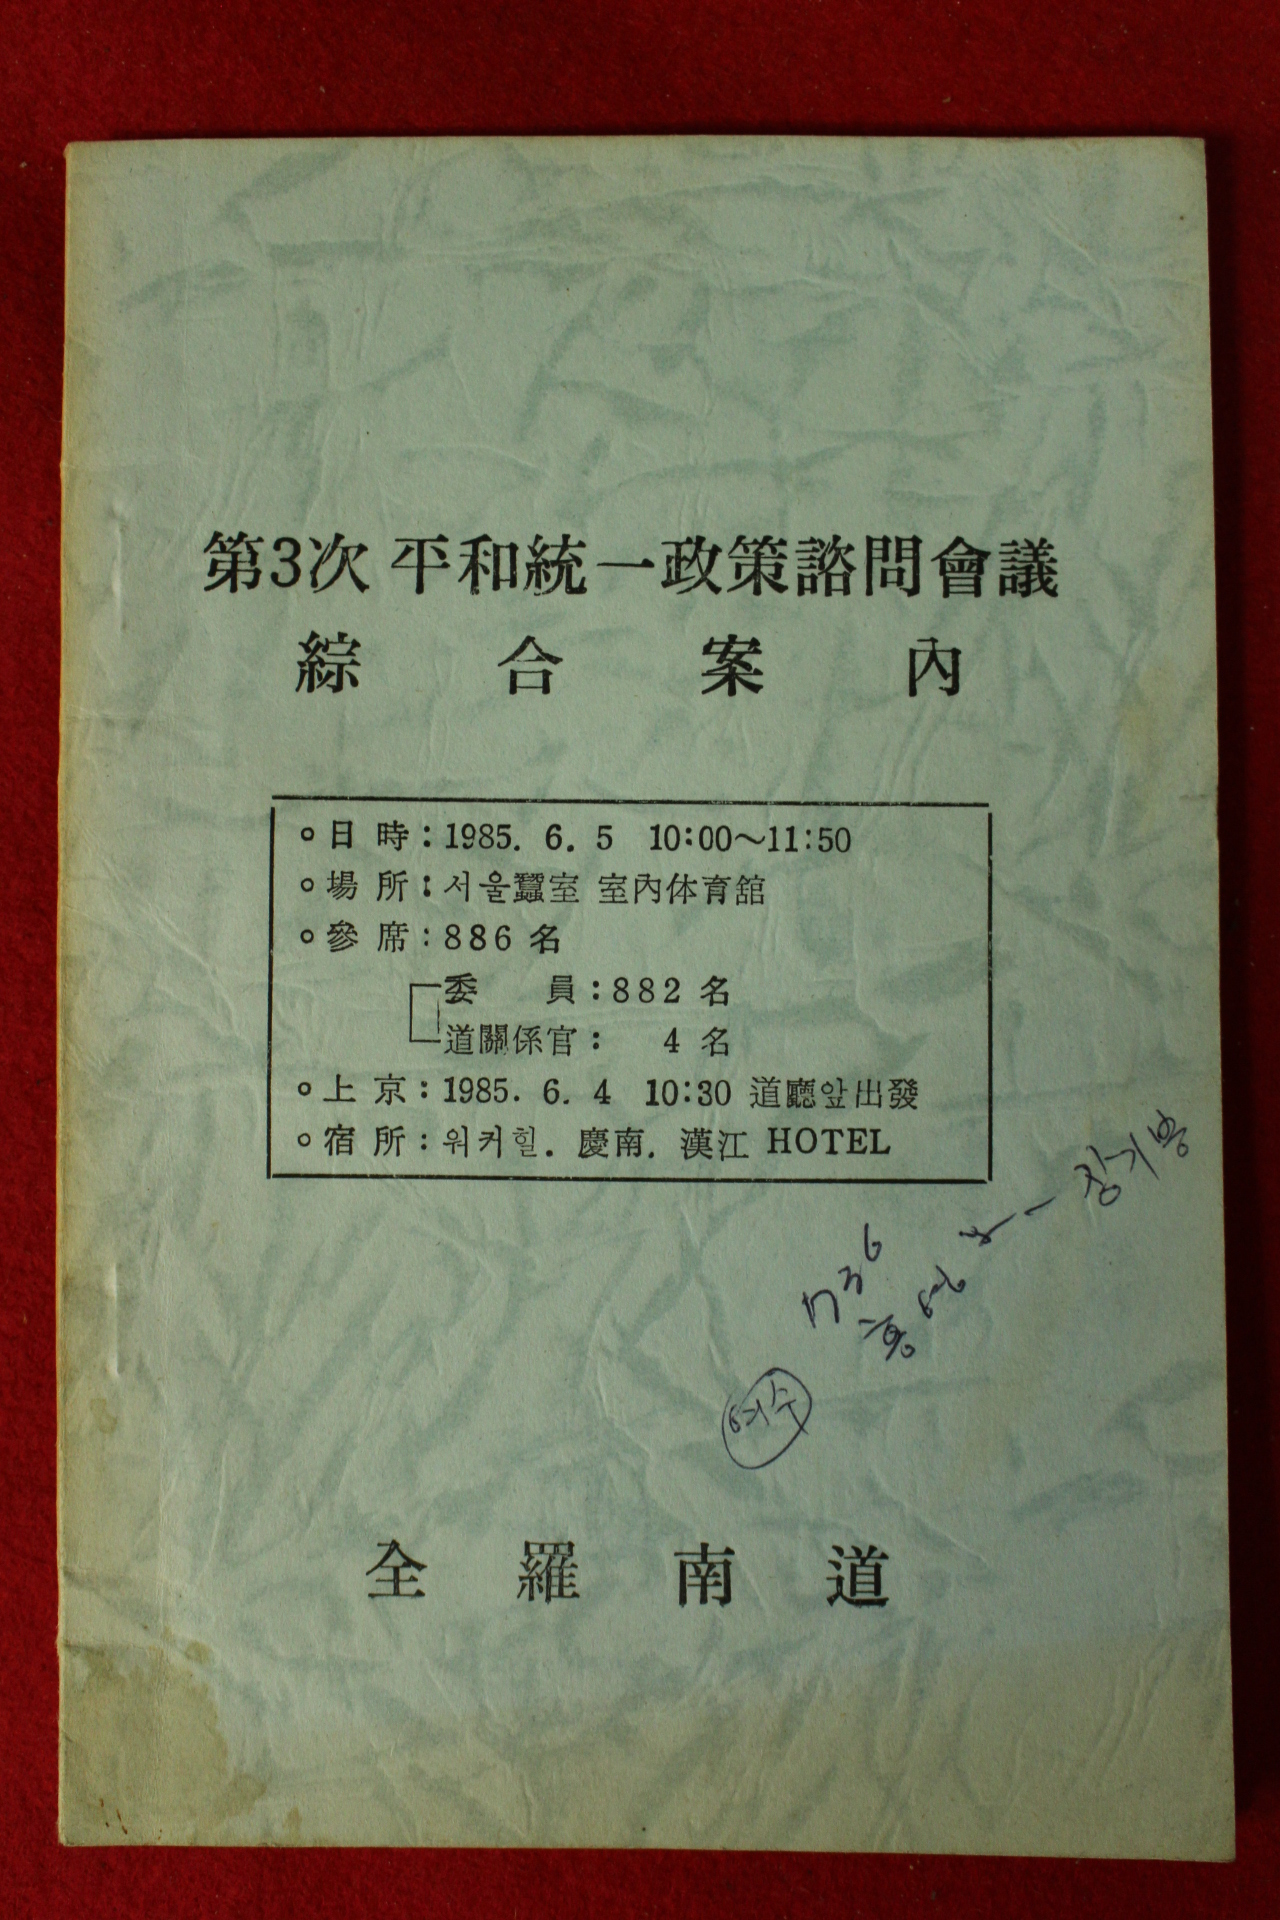 第3次 平和統一政策諮問會議
綜合案內
○日 時 : 1985. 6. 5 10:00~11:50
○場 所 : 서울蠶室 室內体育舘
○參 席 : 886 名
委 員 : 882 名
道關係官 : 4 名
○上 京 : 1985. 6. 4 10:30 道廳앞出發
○宿 所 : 워커힐. 慶南. 漢江 HOTEL
736
여수
全羅南道